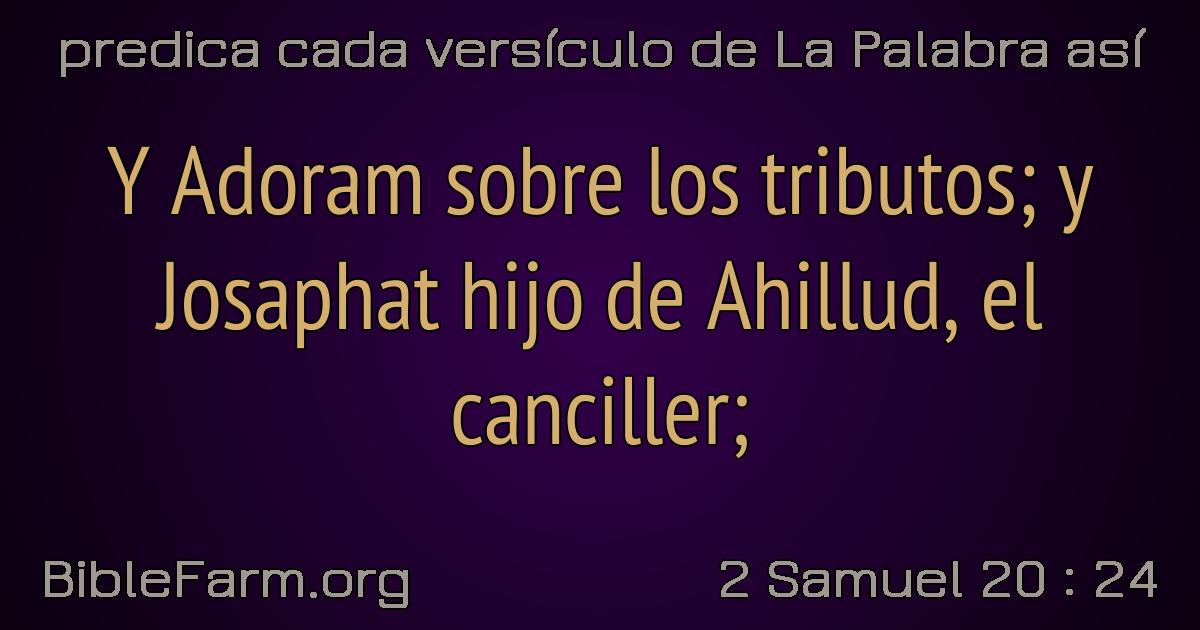 predica cada versículo de La Palabra así
Y Adoram sobre los tributos; y
Josaphat hijo de Ahillud, el
canciller;
BibleFarm.org
2 Samuel 20 : 24